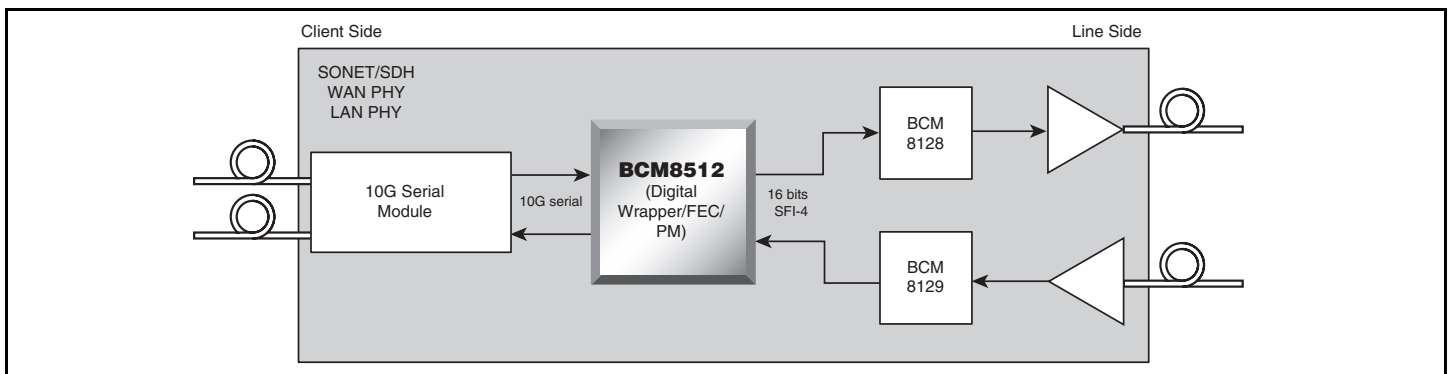 Client Side
Line Side
SONET/SDH
WAN PHY
LAN PHY
10G Serial
Module
10G serial
BCM8512
(Digital
Wrapper/FEC/
PM)
16 bits
SFI-4
BCM
8128
BCM
8129